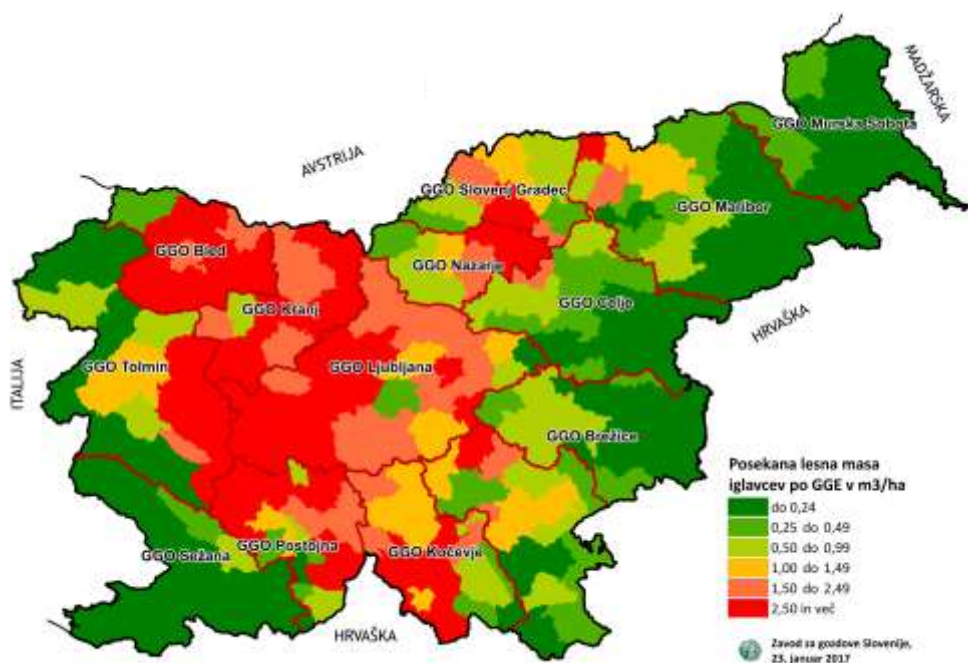 MADŽARSKA
GGO Murska Sobota
AVSTRIJA
GGO Slovenj Gradec
GGO Maribor
GGO Bled
GGO Nazarje
GGO Kranj
GGO Celje
HRVAŠKA
ITALIJA
GGO Tolmin
GGO Ljubljana
GGO Brežice
GGO Sežana
GGO Postojna
GGO Kočevje
HRVAŠKA
Posekana lesna masa
iglavcev po GGE v m3/ha
do 0,24
0,25 do 0,49
0,50 do 0,99
1,00 do 1,49
1,50 do 2,49
2,50 in več
Zavod za gozdove Slovenije,
23. januar 2017